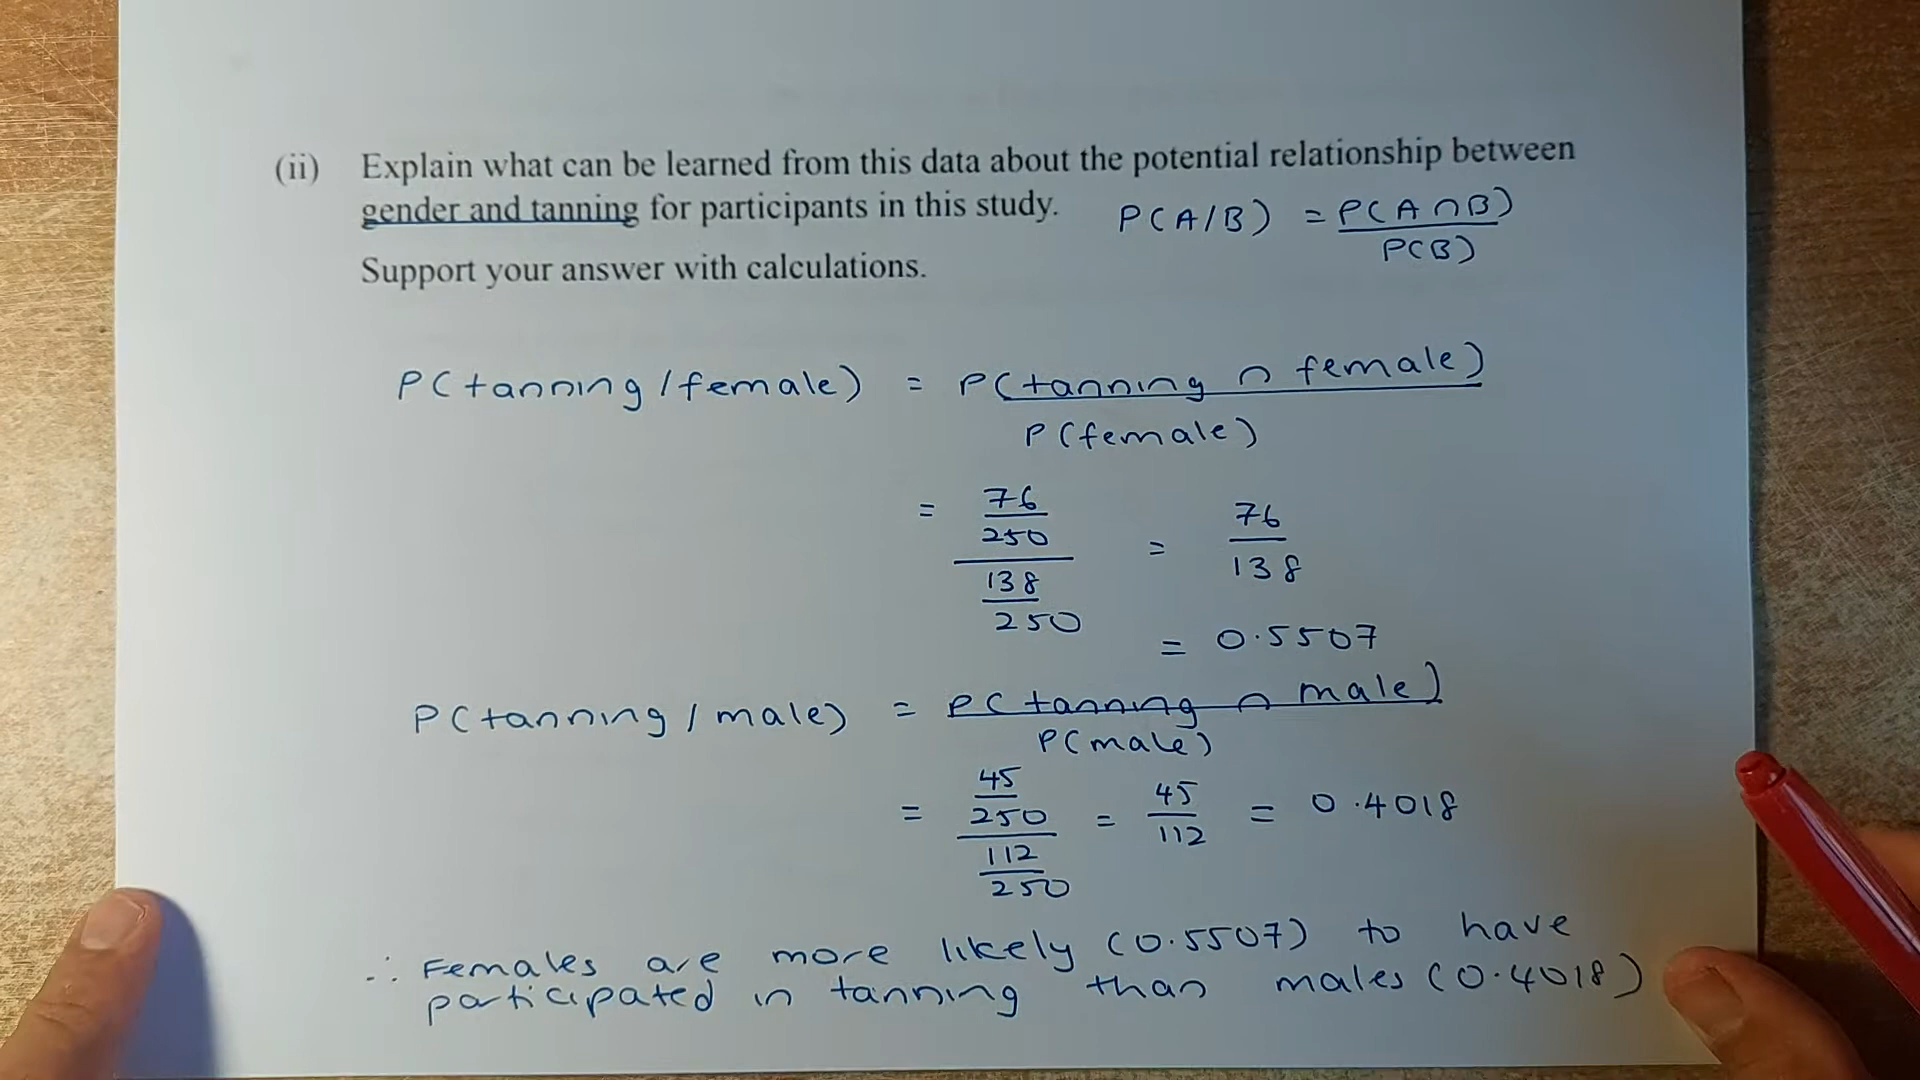 (ii) Explain what can be learned from this data about the potential relationship between
gender and tanning for participants in this study.
P(A/B) = P(A∩B)
P(B)
Support your answer with calculations.
P(tanning/female) = P(tanning ∩ female)
P(female)
= 76/250 / 138/250 = 76/138
= 0.5507
P(tanning/male) = P(tanning ∩ male)
P(male)
= 45/250 / 112/250 = 45/112 = 0.4018
∴ Females are more likely (0.5507) to have
participated in tanning than males (0.4018)